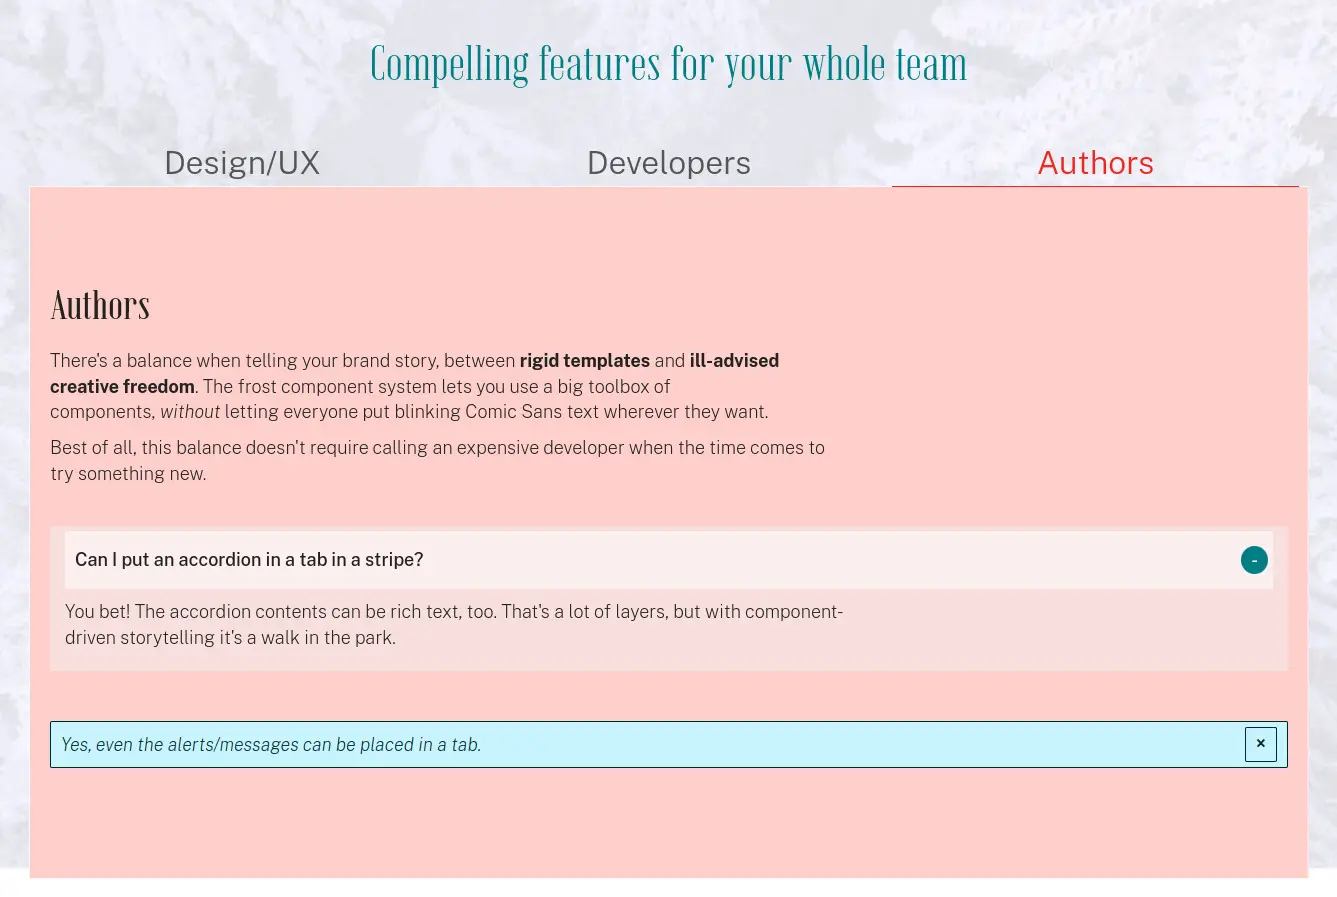 Compelling features for your whole team
Design/UX
Developers
Authors
Authors
There's a balance when telling your brand story, between rigid templates and ill-advised
creative freedom. The frost component system lets you use a big toolbox of
components, without letting everyone put blinking Comic Sans text wherever they want.
Best of all, this balance doesn't require calling an expensive developer when the time comes to
try something new.
Can I put an accordion in a tab in a stripe?
-
You bet! The accordion contents can be rich text, too. That's a lot of layers, but with component-
driven storytelling it's a walk in the park.
Yes, even the alerts/messages can be placed in a tab.
×